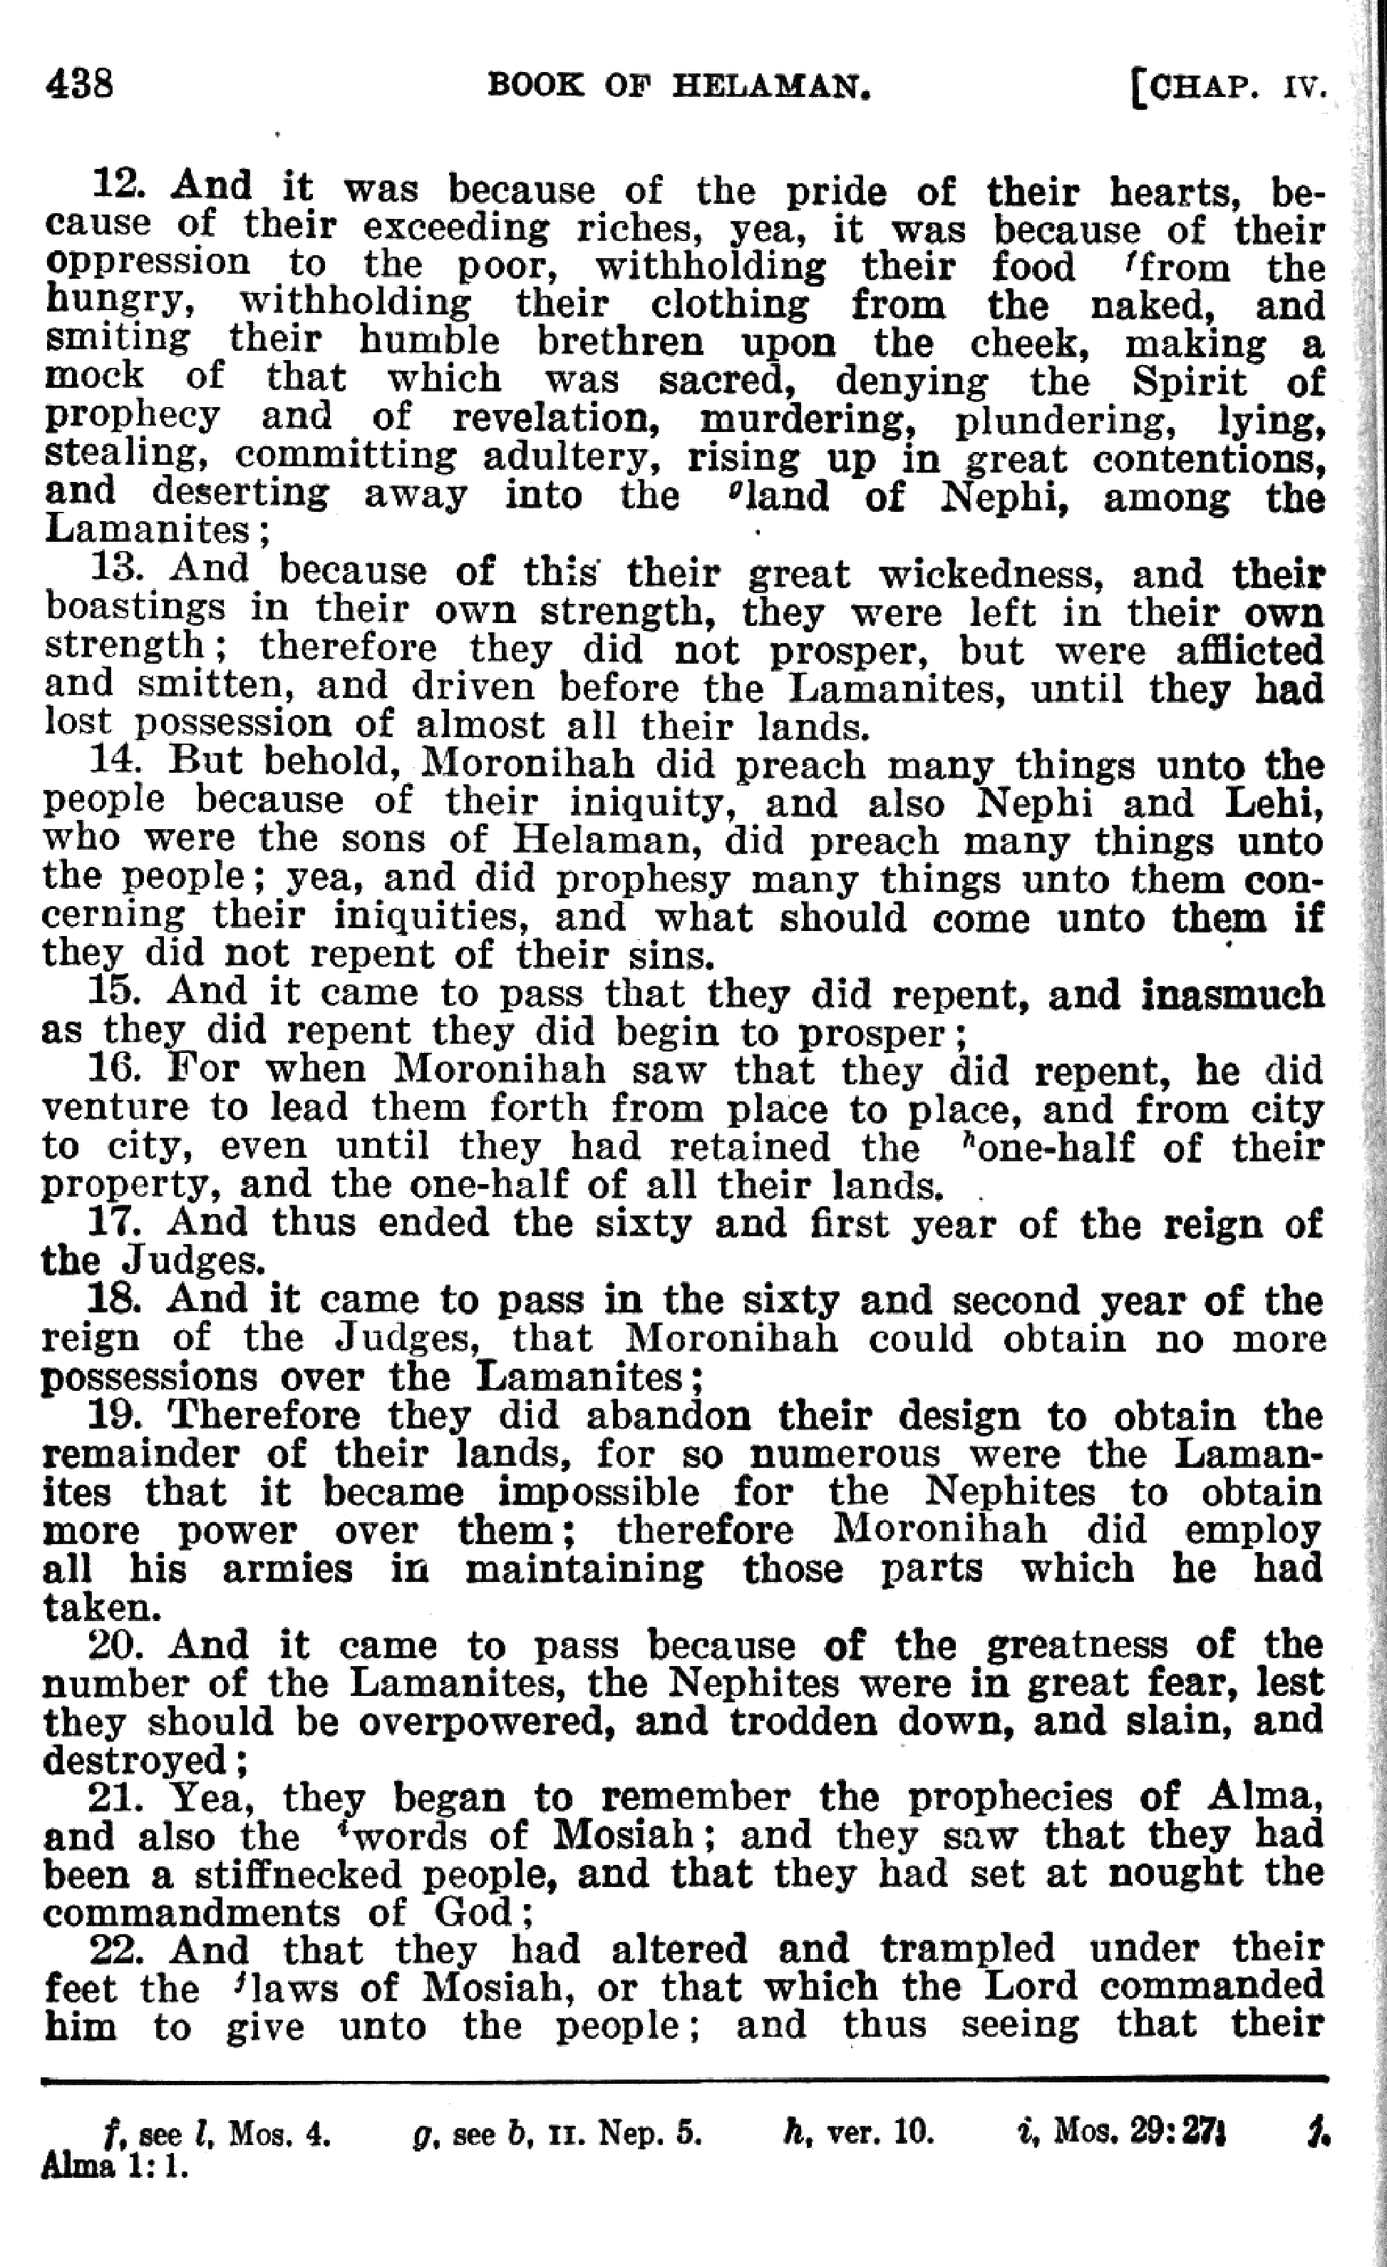 438 BOOK OF HELAMAN. [CHAP. IV.
12. And it was because of the pride of their hearts, be-
cause of their exceeding riches, yea, it was because of their
oppression to the poor, withholding their food ᶠfrom the
hungry, withholding their clothing from the naked, and
smiting their humble brethren upon the cheek, making a
mock of that which was sacred, denying the Spirit of
prophecy and of revelation, murdering, plundering, lying,
stealing, committing adultery, rising up in great contentions,
and deserting away into the ᵍland of Nephi, among the
Lamanites;
13. And because of this their great wickedness, and their
boastings in their own strength, they were left in their own
strength; therefore they did not prosper, but were afflicted
and smitten, and driven before the Lamanites, until they had
lost possession of almost all their lands.
14. But behold, Moronihah did preach many things unto the
people because of their iniquity, and also Nephi and Lehi,
who were the sons of Helaman, did preach many things unto
the people; yea, and did prophesy many things unto them con-
cerning their iniquities, and what should come unto them if
they did not repent of their sins.
15. And it came to pass that they did repent, and inasmuch
as they did repent they did begin to prosper;
16. For when Moronihah saw that they did repent, he did
venture to lead them forth from place to place, and from city
to city, even until they had retained the ʰone-half of their
property, and the one-half of all their lands.
17. And thus ended the sixty and first year of the reign of
the Judges.
18. And it came to pass in the sixty and second year of the
reign of the Judges, that Moronihah could obtain no more
possessions over the Lamanites;
19. Therefore they did abandon their design to obtain the
remainder of their lands, for so numerous were the Laman-
ites that it became impossible for the Nephites to obtain
more power over them; therefore Moronihah did employ
all his armies in maintaining those parts which he had
taken.
20. And it came to pass because of the greatness of the
number of the Lamanites, the Nephites were in great fear, lest
they should be overpowered, and trodden down, and slain, and
destroyed;
21. Yea, they began to remember the prophecies of Alma,
and also the ⁱwords of Mosiah; and they saw that they had
been a stiffnecked people, and that they had set at nought the
commandments of God;
22. And that they had altered and trampled under their
feet the ʲlaws of Mosiah, or that which the Lord commanded
him to give unto the people; and thus seeing that their
f, see l, Mos. 4. g, see b, II. Nep. 5. h, ver. 10. i, Mos. 29:27; j,
Alma 1:1.